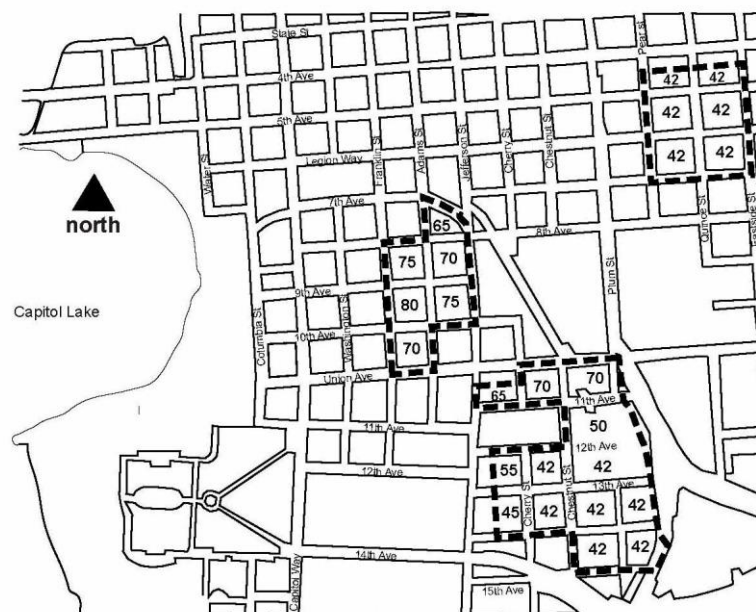 State St
Pear st.
4th Ave
42 42
5th Ave
42 42
Water St
Legion Way
Franklin St
Adams St
Jefferson St
Cherry St
Chestnut St
42 42
north
7th Ave
65
8th Ave
Quince St
75 70
Plum St
9th Ave
80 75
Capitol Lake
Columbia St
Washington St
10th Ave
70
Union Ave
65 70 70
11th Ave
11th Ave
50
12th Ave
12th Ave
55 42
42
13th Ave
Cherry St
Chestnut St
45 42 42 42
14th Ave
42 42
Capitol Way
15th Ave